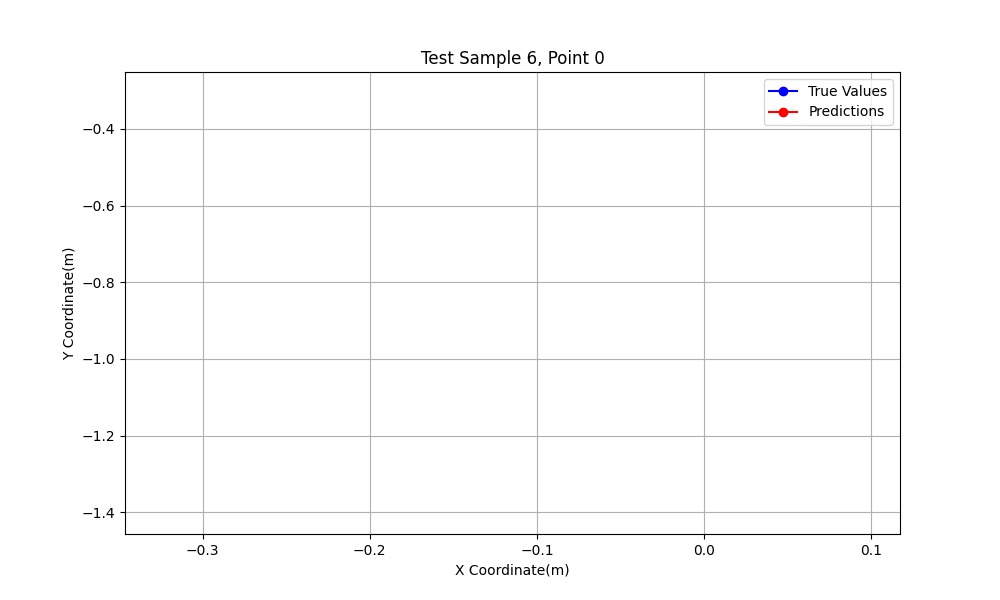 Test Sample 6, Point 0
True Values
Predictions
−0.4
−0.6
−0.8
−1.0
−1.2
−1.4
Y Coordinate(m)
−0.3
−0.2
−0.1
0.0
0.1
X Coordinate(m)